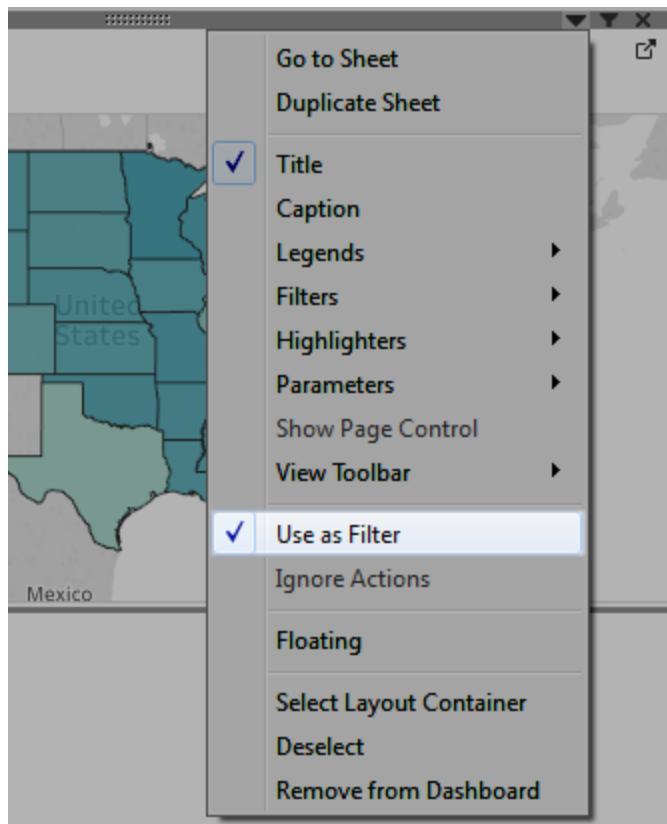 Go to Sheet
Duplicate Sheet
Title
Caption
Legends
Filters
Highlighters
Parameters
Show Page Control
View Toolbar
Use as Filter
Ignore Actions
Floating
Select Layout Container
Deselect
Remove from Dashboard
United
States
Mexico